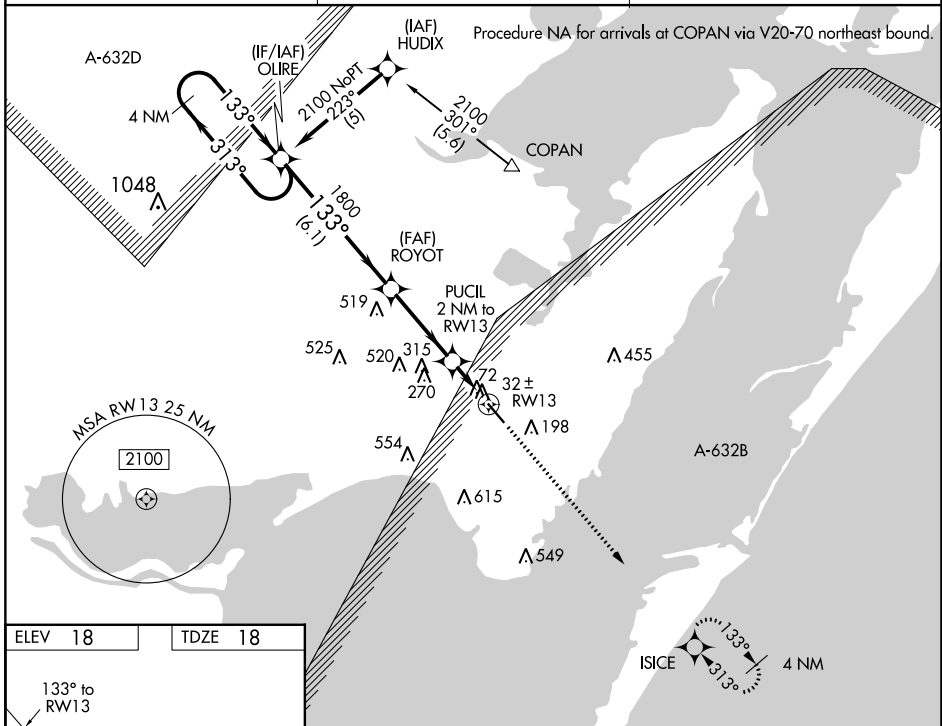 Procedure NA for arrivals at COPAN via V20-70 northeast bound.
A-632D
(IAF)
HUDIX
(IF/IAF)
OLIRE
4 NM
133°
313°
2100 NoPT
223°
(5)
2100
301°
(5.6)
COPAN
1048
1800
133°
(6.1)
(FAF)
ROYOT
519
PUCIL
2 NM to
RW13
525
520
315
270
72
32 ±
RW13
455
198
554
A-632B
MSA RW13 25 NM
2100
615
549
ISICE
133°
313°
4 NM
ELEV 18
TDZE 18
133° to
RW13